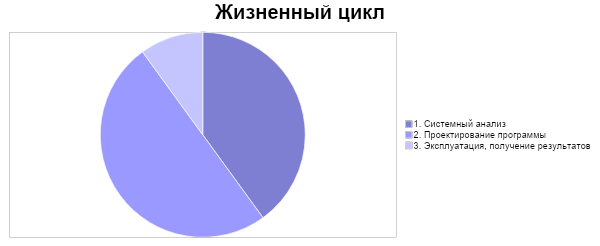 Жизненный цикл
1. Системный анализ
2. Проектирование программы
3. Эксплуатация, получение результатов